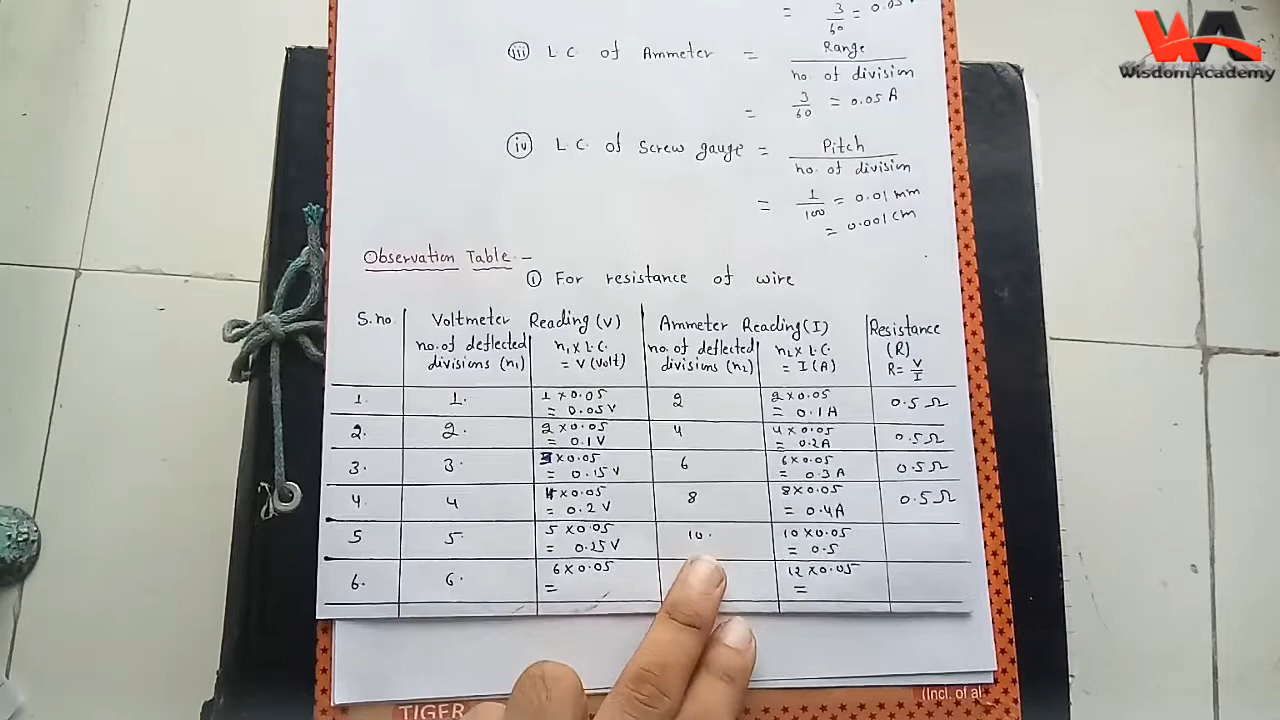 = 3/60 = 0.05 V
WA
WisdomAcademy
(iii) L.C. of Ammeter = Range / no. of division
= 3/60 = 0.05 A
(iv) L.C. of Screw gauge = Pitch / no. of division
= 1/100 = 0.01 mm
= 0.001 cm
Observation Table :-
(i) For resistance of wire
S.no. Voltmeter Reading (V) Ammeter Reading (I) Resistance (R) R = V/I
no. of deflected divisions (n₁) n₁ x L.C. = V (volt) no. of deflected divisions (n₂) n₂ x L.C. = I (A)
1. 1. 1 x 0.05 = 0.05 V 2 2 x 0.05 = 0.1 A 0.5 Ω
2. 2. 2 x 0.05 = 0.1 V 4 4 x 0.05 = 0.2 A 0.5 Ω
3. 3. 3 x 0.05 = 0.15 V 6 6 x 0.05 = 0.3 A 0.5 Ω
4 4 4 x 0.05 = 0.2 V 8 8 x 0.05 = 0.4 A 0.5 Ω
5 5. 5 x 0.05 = 0.25 V 10. 10 x 0.05 = 0.5
6. 6. 6 x 0.05 = 12 x 0.05 =
TIGER
(Incl. of al